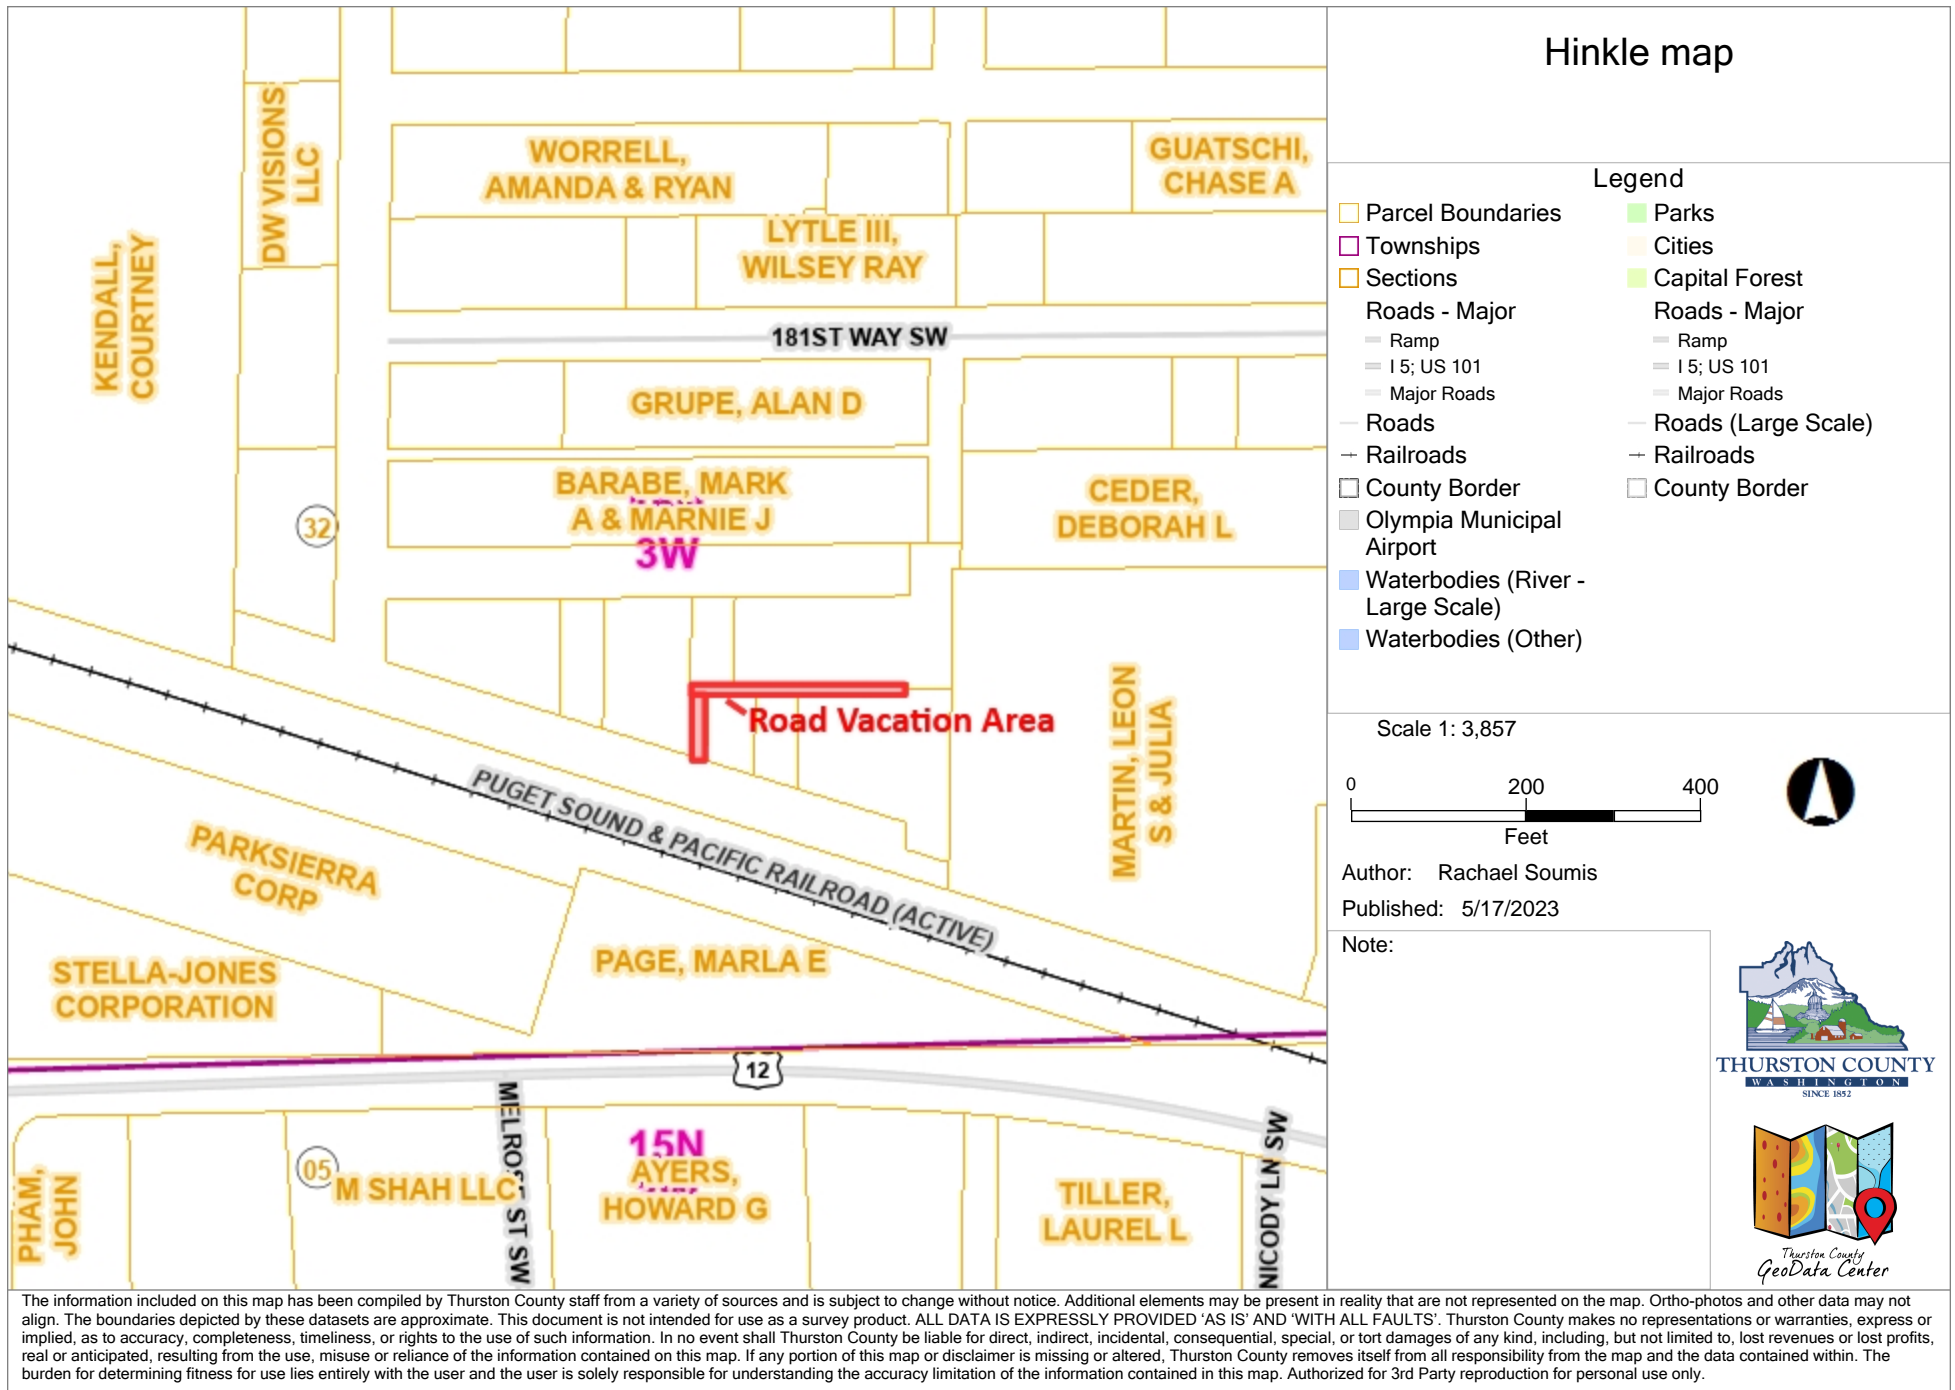 Hinkle map
Legend
Parcel Boundaries
Townships
Sections
Roads - Major
Ramp
I 5; US 101
Major Roads
Roads
Railroads
County Border
Olympia Municipal
Airport
Waterbodies (River -
Large Scale)
Waterbodies (Other)
Parks
Cities
Capital Forest
Roads - Major
Ramp
I 5; US 101
Major Roads
Roads (Large Scale)
Railroads
County Border
Scale 1: 3,857
0 200 400
Feet
Author: Rachael Soumis
Published: 5/17/2023
Note:
THURSTON COUNTY
WASHINGTON
SINCE 1852
Thurston County
GeoData Center
DW VISIONS
LLC
WORRELL,
AMANDA & RYAN
GUATSCHI,
CHASE A
KENDALL,
COURTNEY
LYTLE III,
WILSEY RAY
181ST WAY SW
GRUPE, ALAN D
BARABE, MARK
A & MARNIE J
3W
CEDER,
DEBORAH L
32
Road Vacation Area
MARTIN, LEON
S & JULIA
PUGET SOUND & PACIFIC RAILROAD (ACTIVE)
PARKSIERRA
CORP
STELLA-JONES
CORPORATION
PAGE, MARLA E
12
MELROSE ST SW
NICODY LN SW
15N
05
PHAM,
JOHN
M SHAH LLC
AYERS,
HOWARD G
TILLER,
LAUREL L
The information included on this map has been compiled by Thurston County staff from a variety of sources and is subject to change without notice. Additional elements may be present in reality that are not represented on the map. Ortho-photos and other data may not
align. The boundaries depicted by these datasets are approximate. This document is not intended for use as a survey product. ALL DATA IS EXPRESSLY PROVIDED ‘AS IS’ AND ‘WITH ALL FAULTS’. Thurston County makes no representations or warranties, express or
implied, as to accuracy, completeness, timeliness, or rights to the use of such information. In no event shall Thurston County be liable for direct, indirect, incidental, consequential, special, or tort damages of any kind, including, but not limited to, lost revenues or lost profits,
real or anticipated, resulting from the use, misuse or reliance of the information contained on this map. If any portion of this map or disclaimer is missing or altered, Thurston County removes itself from all responsibility from the map and the data contained within. The
burden for determining fitness for use lies entirely with the user and the user is solely responsible for understanding the accuracy limitation of the information contained in this map. Authorized for 3rd Party reproduction for personal use only.